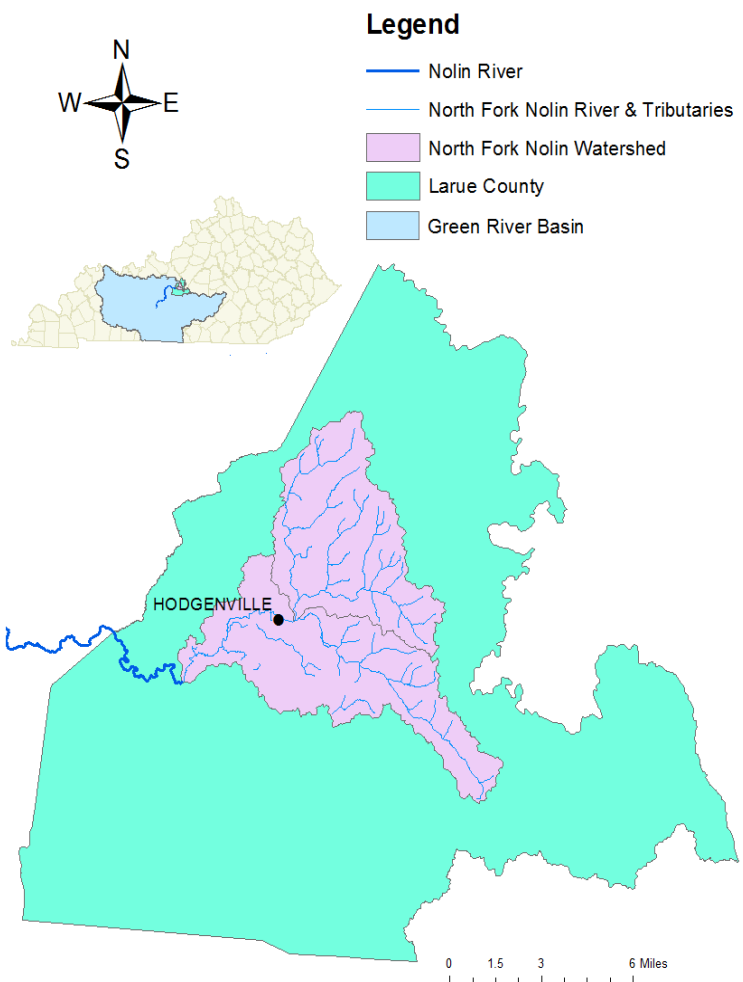 Legend
Nolin River
North Fork Nolin River & Tributaries
North Fork Nolin Watershed
Larue County
Green River Basin
N
W E
S
HODGENVILLE
0 1.5 3 6 Miles